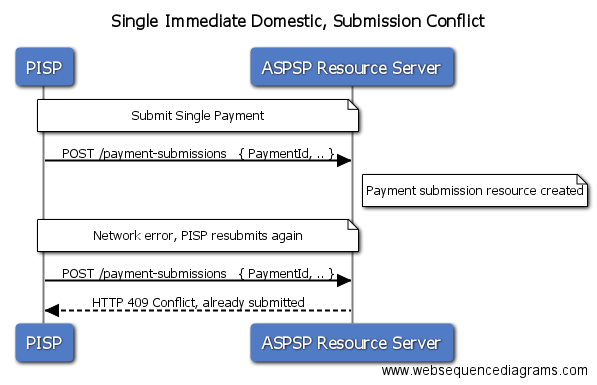 Single Immediate Domestic, Submission Conflict
PISP
ASPSP Resource Server
Submit Single Payment
POST /payment-submissions { PaymentId, .. }
Payment submission resource created
Network error, PISP resubmits again
POST /payment-submissions { PaymentId, .. }
HTTP 409 Conflict, already submitted
PISP
ASPSP Resource Server
www.websequencediagrams.com